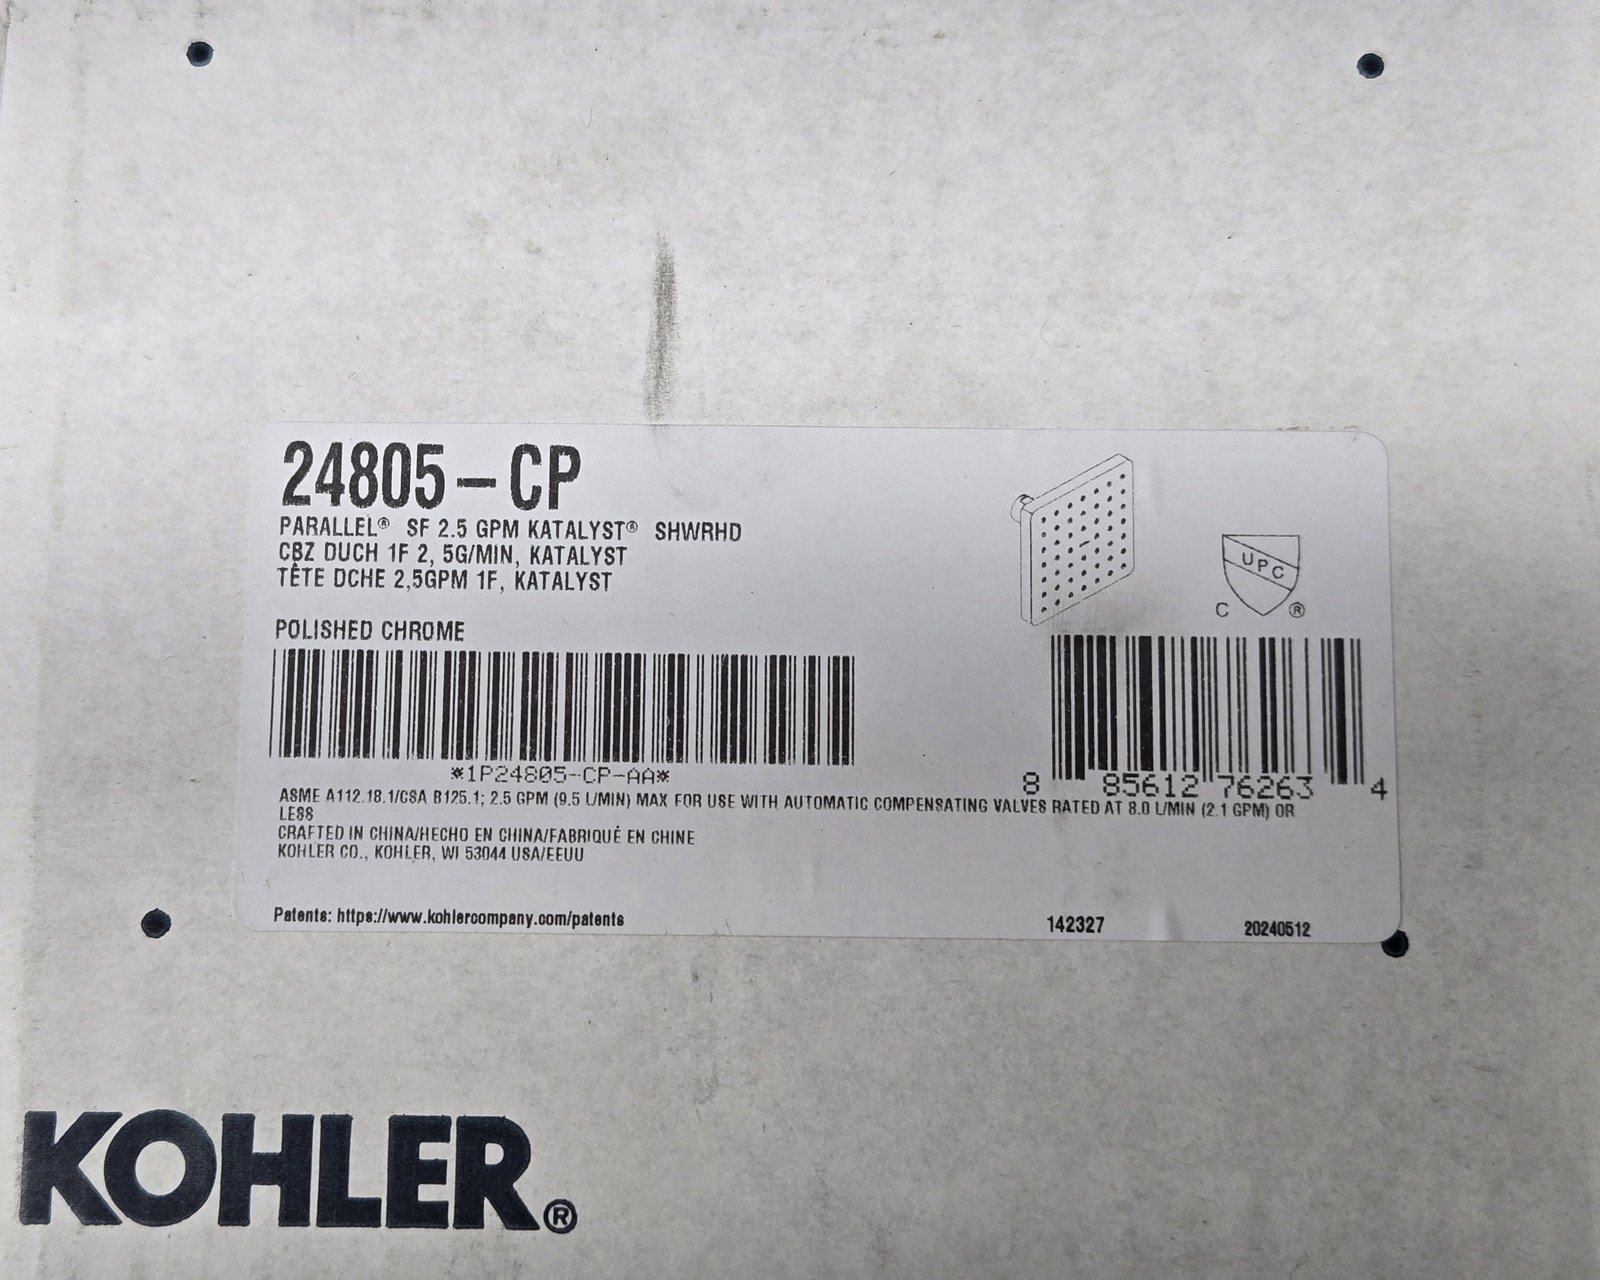 24805-CP
PARALLEL® SF 2.5 GPM KATALYST® SHWRHD
CBZ DUCH 1F 2, 5G/MIN, KATALYST
TÊTE DCHE 2,5GPM 1F, KATALYST
UPC
C ®
POLISHED CHROME
*1P24805-CP-AA*
8 85612 76263 4
ASME A112.18.1/CSA B125.1; 2.5 GPM (9.5 L/MIN) MAX FOR USE WITH AUTOMATIC COMPENSATING VALVES RATED AT 8.0 L/MIN (2.1 GPM) OR
LESS
CRAFTED IN CHINA/HECHO EN CHINA/FABRIQUÉ EN CHINE
KOHLER CO., KOHLER, WI 53044 USA/EEUU
Patents: https://www.kohlercompany.com/patents
142327
20240512
KOHLER®